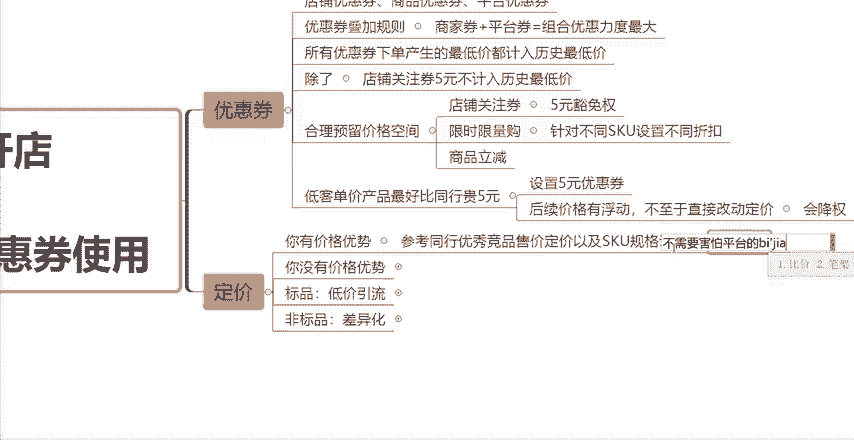 店铺优惠券、商品优惠券、平台优惠券
优惠券叠加规则 商家券+平台券=组合优惠力度最大
所有优惠券下单产生的最低价都计入历史最低价
除了 店铺关注券5元不计入历史最低价
优惠券
店铺关注券 5元豁免权
合理预留价格空间 限时限量购 针对不同SKU设置不同折扣
商品立减
开店
设置5元优惠券
低客单价产品最好比同行贵5元
后续价格有浮动，不至于直接改动定价 会降权
惠券使用
你有价格优势 参考同行优秀竞品售价定价以及SKU规格 不需要害怕平台的bi'jia
1.比价 2.笔架
你没有价格优势
定价
标品：低价引流
非标品：差异化